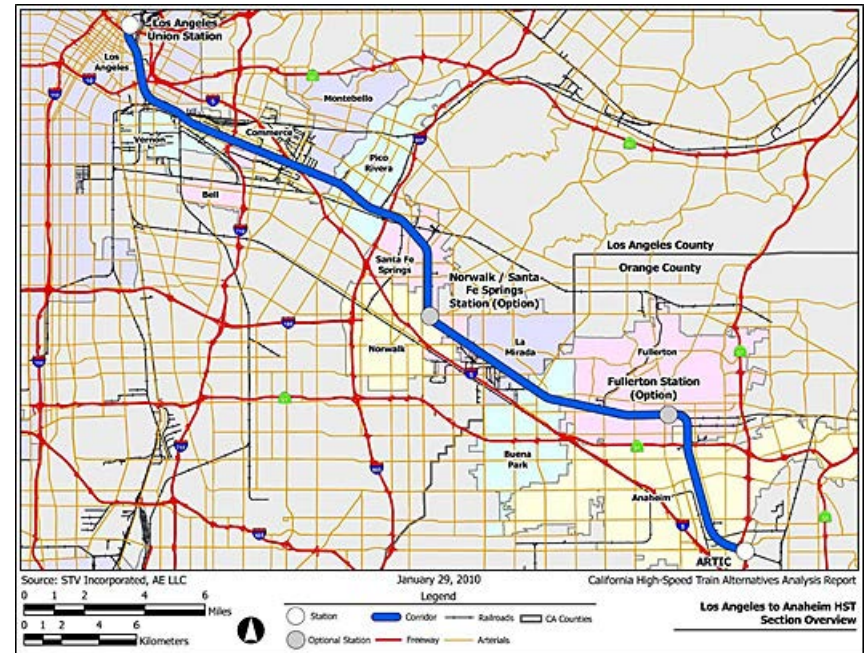 Los Angeles
Union Station
Los
Angeles
Montebello
Commerce
Vernon
Pico
Rivera
Bell
Santa Fe
Springs
Los Angeles County
Orange County
Norwalk / Santa
Fe Springs
Station (Option)
Norwalk
La
Mirada
Fullerton
Fullerton Station
(Option)
Buena
Park
Anaheim
ARTIC
Source: STV Incorporated, AE LLC
January 29, 2010
California High-Speed Train Alternatives Analysis Report
0 1 2 4 6
Miles
0 1 2 4 6
Kilometers
Legend
Station
Corridor
Railroads
CA Counties
Optional Station
Freeway
Arterials
Los Angeles to Anaheim HST
Section Overview